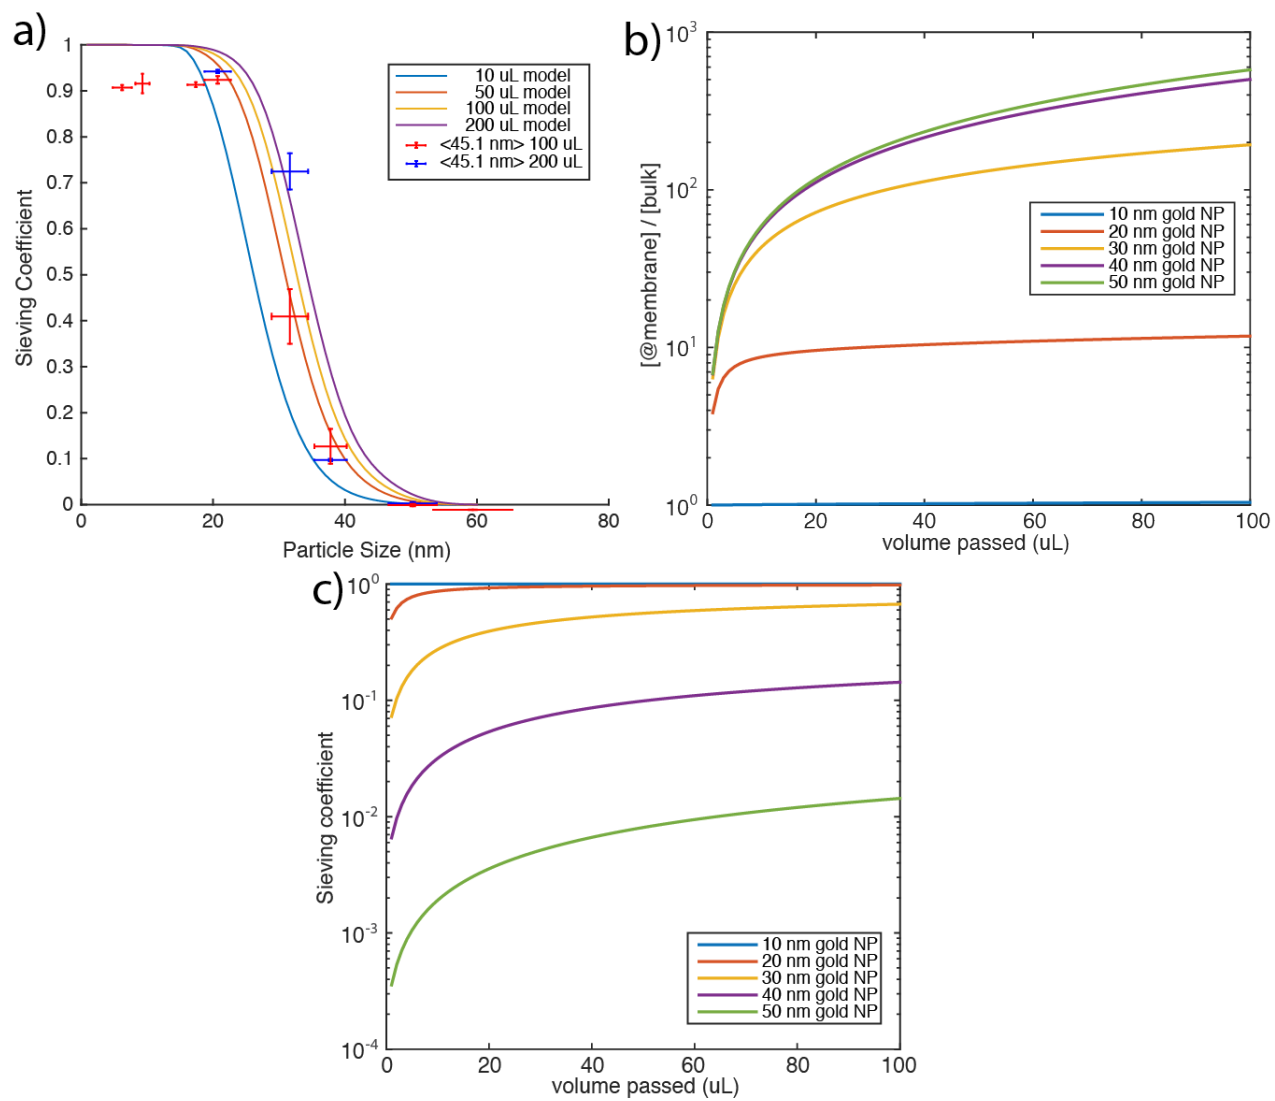 a)
Sieving Coefficient
1
0.9
0.8
0.7
0.6
0.5
0.4
0.3
0.2
0.1
0
0 20 40 60 80
Particle Size (nm)
10 uL model
50 uL model
100 uL model
200 uL model
<45.1 nm> 100 uL
<45.1 nm> 200 uL
b)
[@membrane] / [bulk]
10^3
10^2
10^1
10^0
0 20 40 60 80 100
volume passed (uL)
10 nm gold NP
20 nm gold NP
30 nm gold NP
40 nm gold NP
50 nm gold NP
c)
Sieving coefficient
10^0
10^-1
10^-2
10^-3
10^-4
0 20 40 60 80 100
volume passed (uL)
10 nm gold NP
20 nm gold NP
30 nm gold NP
40 nm gold NP
50 nm gold NP